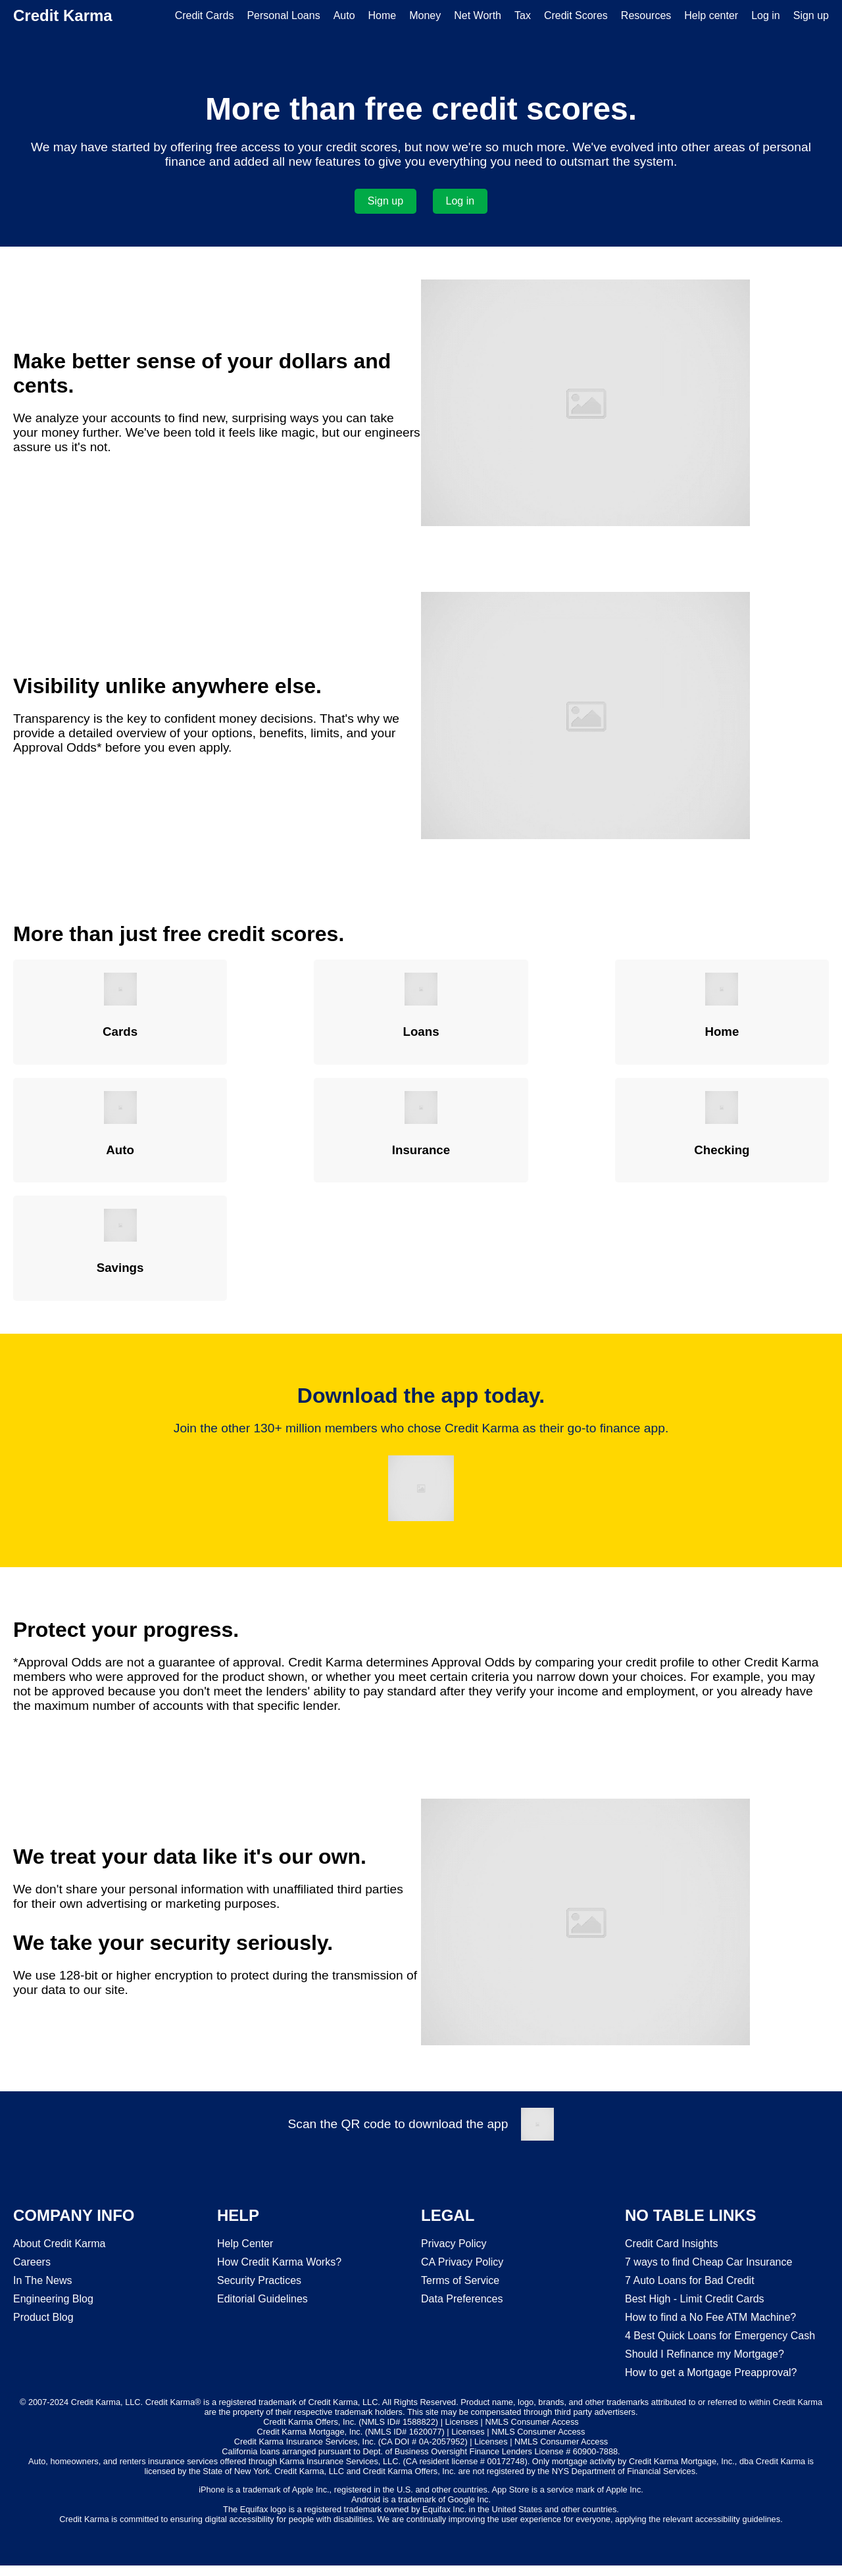 Credit Karma
Credit Cards Personal Loans Auto Home Money Net Worth Tax Credit Scores Resources Help center Log in Sign up
More than free credit scores.
We may have started by offering free access to your credit scores, but now we're so much more. We've evolved into other areas of personal
finance and added all new features to give you everything you need to outsmart the system.
Sign up Log in
Make better sense of your dollars and
cents.
We analyze your accounts to find new, surprising ways you can take
your money further. We've been told it feels like magic, but our engineers
assure us it's not.
Visibility unlike anywhere else.
Transparency is the key to confident money decisions. That's why we
provide a detailed overview of your options, benefits, limits, and your
Approval Odds* before you even apply.
More than just free credit scores.
Cards
Loans
Home
Auto
Insurance
Checking
Savings
Download the app today.
Join the other 130+ million members who chose Credit Karma as their go-to finance app.
Protect your progress.
*Approval Odds are not a guarantee of approval. Credit Karma determines Approval Odds by comparing your credit profile to other Credit Karma
members who were approved for the product shown, or whether you meet certain criteria you narrow down your choices. For example, you may
not be approved because you don't meet the lenders' ability to pay standard after they verify your income and employment, or you already have
the maximum number of accounts with that specific lender.
We treat your data like it's our own.
We don't share your personal information with unaffiliated third parties
for their own advertising or marketing purposes.
We take your security seriously.
We use 128-bit or higher encryption to protect during the transmission of
your data to our site.
Scan the QR code to download the app
COMPANY INFO
About Credit Karma
Careers
In The News
Engineering Blog
Product Blog
HELP
Help Center
How Credit Karma Works?
Security Practices
Editorial Guidelines
LEGAL
Privacy Policy
CA Privacy Policy
Terms of Service
Data Preferences
NO TABLE LINKS
Credit Card Insights
7 ways to find Cheap Car Insurance
7 Auto Loans for Bad Credit
Best High - Limit Credit Cards
How to find a No Fee ATM Machine?
4 Best Quick Loans for Emergency Cash
Should I Refinance my Mortgage?
How to get a Mortgage Preapproval?
© 2007-2024 Credit Karma, LLC. Credit Karma® is a registered trademark of Credit Karma, LLC. All Rights Reserved. Product name, logo, brands, and other trademarks attributed to or referred to within Credit Karma
are the property of their respective trademark holders. This site may be compensated through third party advertisers.
Credit Karma Offers, Inc. (NMLS ID# 1588822) | Licenses | NMLS Consumer Access
Credit Karma Mortgage, Inc. (NMLS ID# 1620077) | Licenses | NMLS Consumer Access
Credit Karma Insurance Services, Inc. (CA DOI # 0A-2057952) | Licenses | NMLS Consumer Access
California loans arranged pursuant to Dept. of Business Oversight Finance Lenders License # 60900-7888.
Auto, homeowners, and renters insurance services offered through Karma Insurance Services, LLC. (CA resident license # 00172748). Only mortgage activity by Credit Karma Mortgage, Inc., dba Credit Karma is
licensed by the State of New York. Credit Karma, LLC and Credit Karma Offers, Inc. are not registered by the NYS Department of Financial Services.
iPhone is a trademark of Apple Inc., registered in the U.S. and other countries. App Store is a service mark of Apple Inc.
Android is a trademark of Google Inc.
The Equifax logo is a registered trademark owned by Equifax Inc. in the United States and other countries.
Credit Karma is committed to ensuring digital accessibility for people with disabilities. We are continually improving the user experience for everyone, applying the relevant accessibility guidelines.